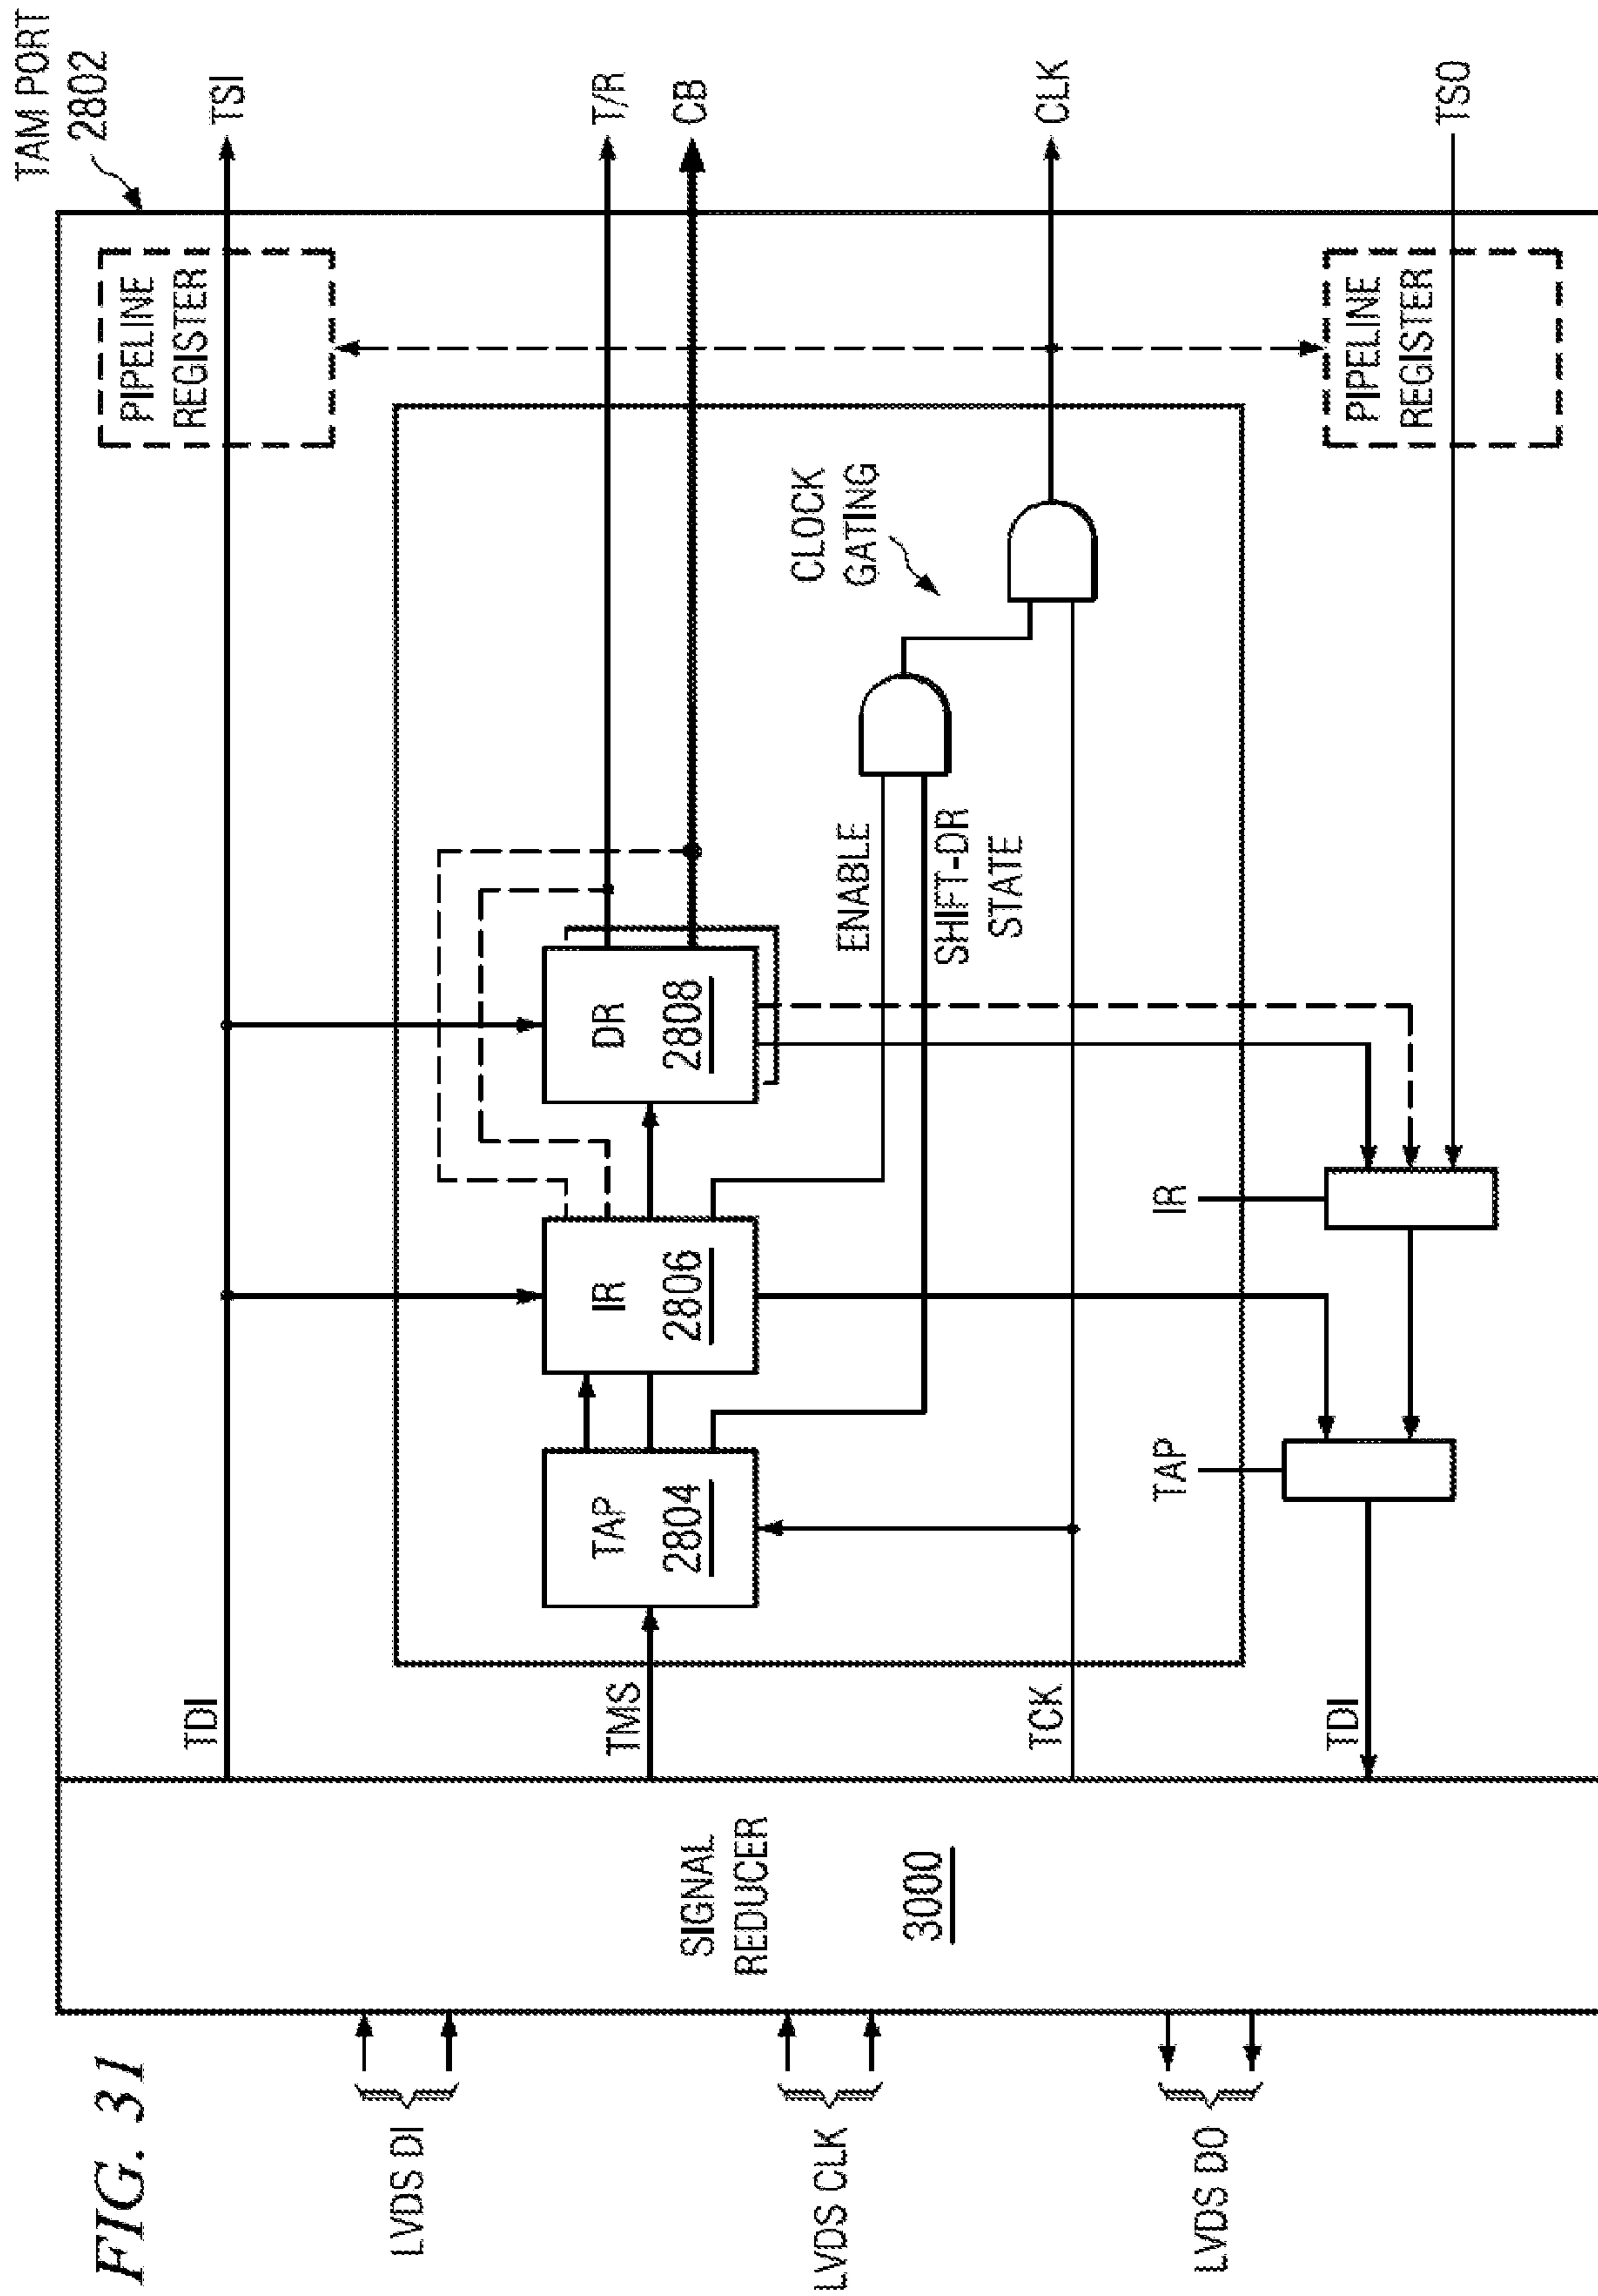 FIG. 31
TAM PORT
2802
LVDS DI
LVDS CLK
LVDS DO
SIGNAL
REDUCER
3000
TDI
TMS
TCK
TDI
TAP
2804
IR
2806
DR
2808
ENABLE
SHIFT-DR
STATE
CLOCK
GATING
TAP
IR
PIPELINE
REGISTER
PIPELINE
REGISTER
TSI
T/R
CB
CLK
TSO